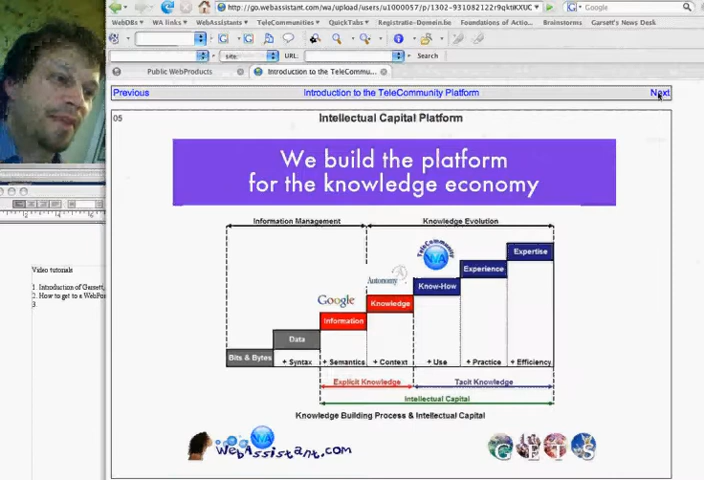 http://go.webassistant.com/wa/upload/users/u1000057/p/1302-931082122r9qktKXUC
Google
WebDBs WA links WebAssistants TeleCommunities QuickTabs Registratie-Domein.be Foundations of Actio... Brainstorms Garsett's News Desk
site Search
Public WebProducts Introduction to the TeleCommu...
Previous Introduction to the TeleCommunity Platform Next
05 Intellectual Capital Platform
We build the platform
for the knowledge economy
Information Management Knowledge Evolution
Expertise
TeleCommunity
Experience
Autonomy
Know-How
Google
Knowledge
Information
Data
Bits & Bytes + Syntax + Semantics + Context + Use + Practice + Efficiency
Explicit Knowledge Tacit Knowledge
Intellectual Capital
Knowledge Building Process & Intellectual Capital
WebAssistant.com
G F T S
Video tutorials
1. Introduction of Garsett,
2. How to get to a WebPro
3.